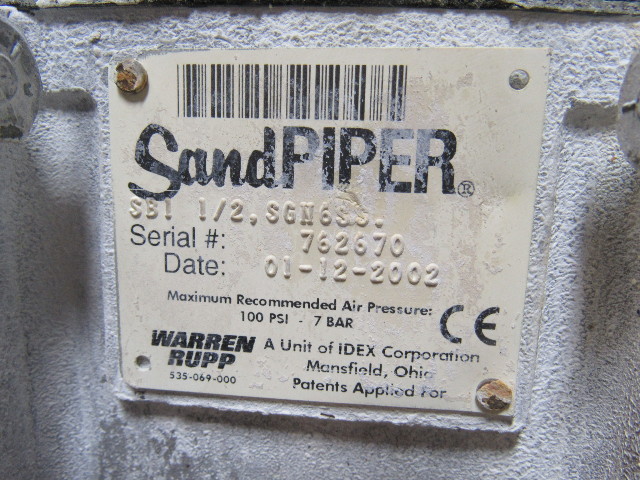 SandPIPER®
SB1 1/2, SGN6SS.
Serial #: 762670
Date: 01-12-2002
Maximum Recommended Air Pressure:
100 PSI - 7 BAR
CE
WARREN RUPP
A Unit of IDEX Corporation
Mansfield, Ohio
535-069-000
Patents Applied For